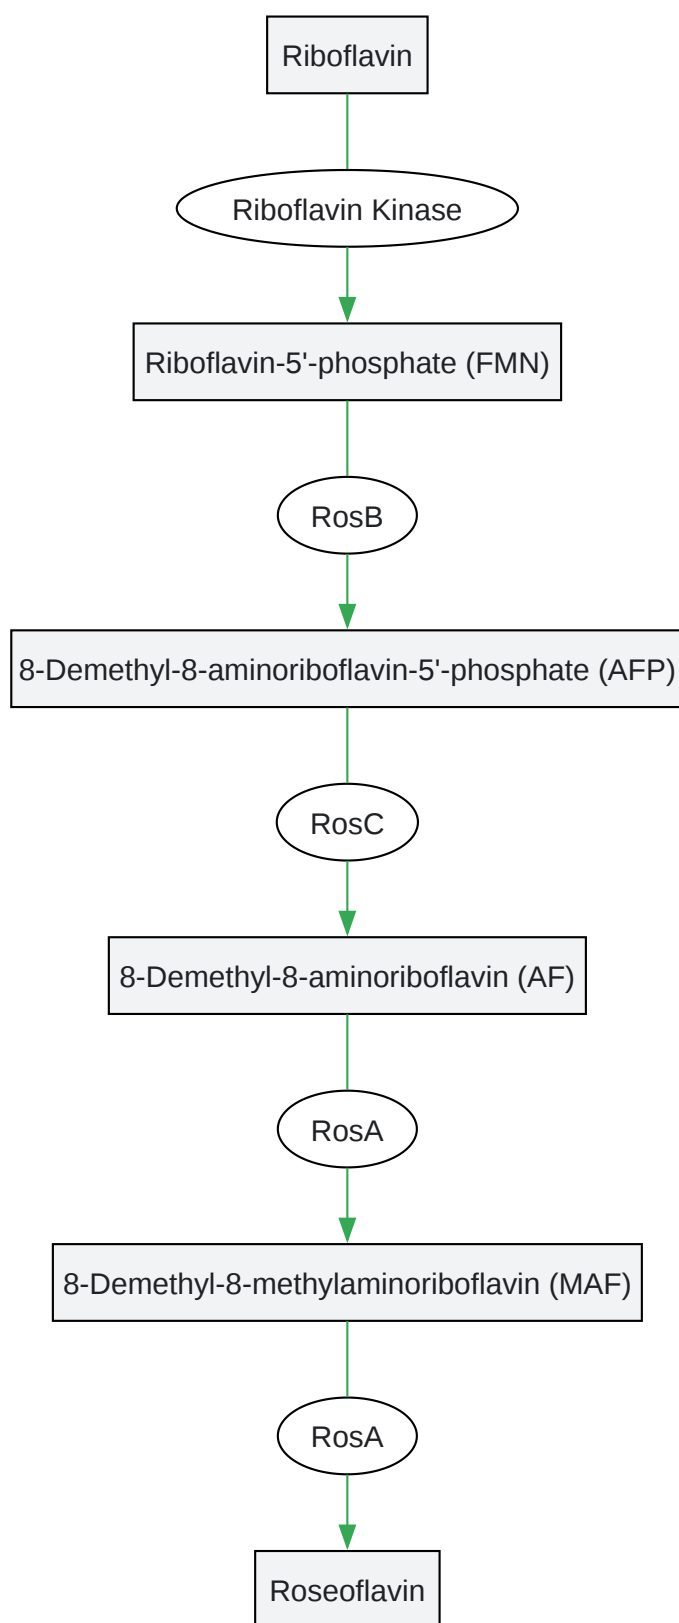 Riboflavin
Riboflavin Kinase
Riboflavin-5'-phosphate (FMN)
RosB
8-Demethyl-8-aminoriboflavin-5'-phosphate (AFP)
RosC
8-Demethyl-8-aminoriboflavin (AF)
RosA
8-Demethyl-8-methylaminoriboflavin (MAF)
RosA
Roseoflavin